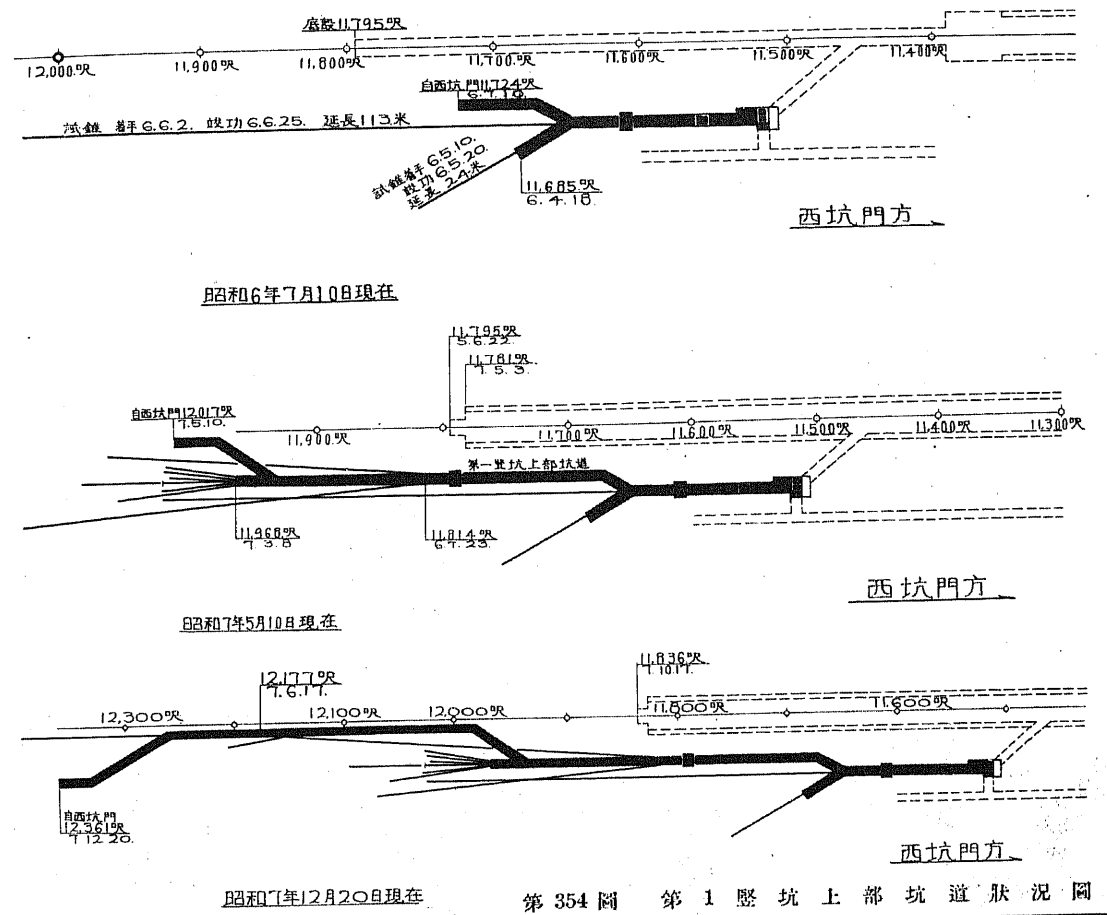 底設11,795呎
12,000呎 11,900呎 11,800呎 11,700呎 11,600呎 11,500呎 11,400呎
自西坑門11,724呎
6.7.10.
試錐 着手6.6.2. 竣功6.6.25. 延長113米
試錐着手6.5.10.
竣功6.5.20.
延長24米
11,685呎
6.4.18.
西坑門方
昭和6年7月10日現在
11,795呎
5.6.22.
11,781呎
7.5.3.
自西坑門12,017呎
7.5.10.
11,900呎 11,700呎 11,600呎 11,500呎 11,400呎 11,300呎
第一竪坑上部坑道
11,968呎
7.3.8
11,814呎
6.9.23.
西坑門方
昭和7年5月10日現在
11,836呎
7.10.17.
12,177呎
7.6.17.
12,300呎 12,100呎 12,000呎 11,800呎 11,600呎
自西坑門
12,361呎
7.12.20.
西坑門方
昭和7年12月20日現在
第354圖 第1竪坑上部坑道狀況圖